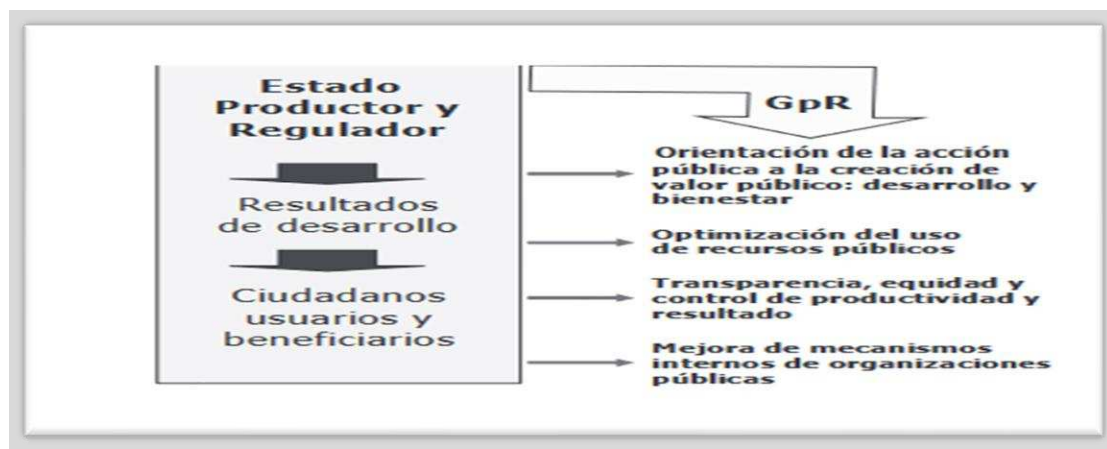 Estado
Productor y
Regulador
Resultados
de desarrollo
Ciudadanos
usuarios y
beneficiarios
GpR
Orientación de la acción
pública a la creación de
valor público: desarrollo y
bienestar
Optimización del uso
de recursos públicos
Transparencia, equidad y
control de productividad y
resultado
Mejora de mecanismos
internos de organizaciones
públicas